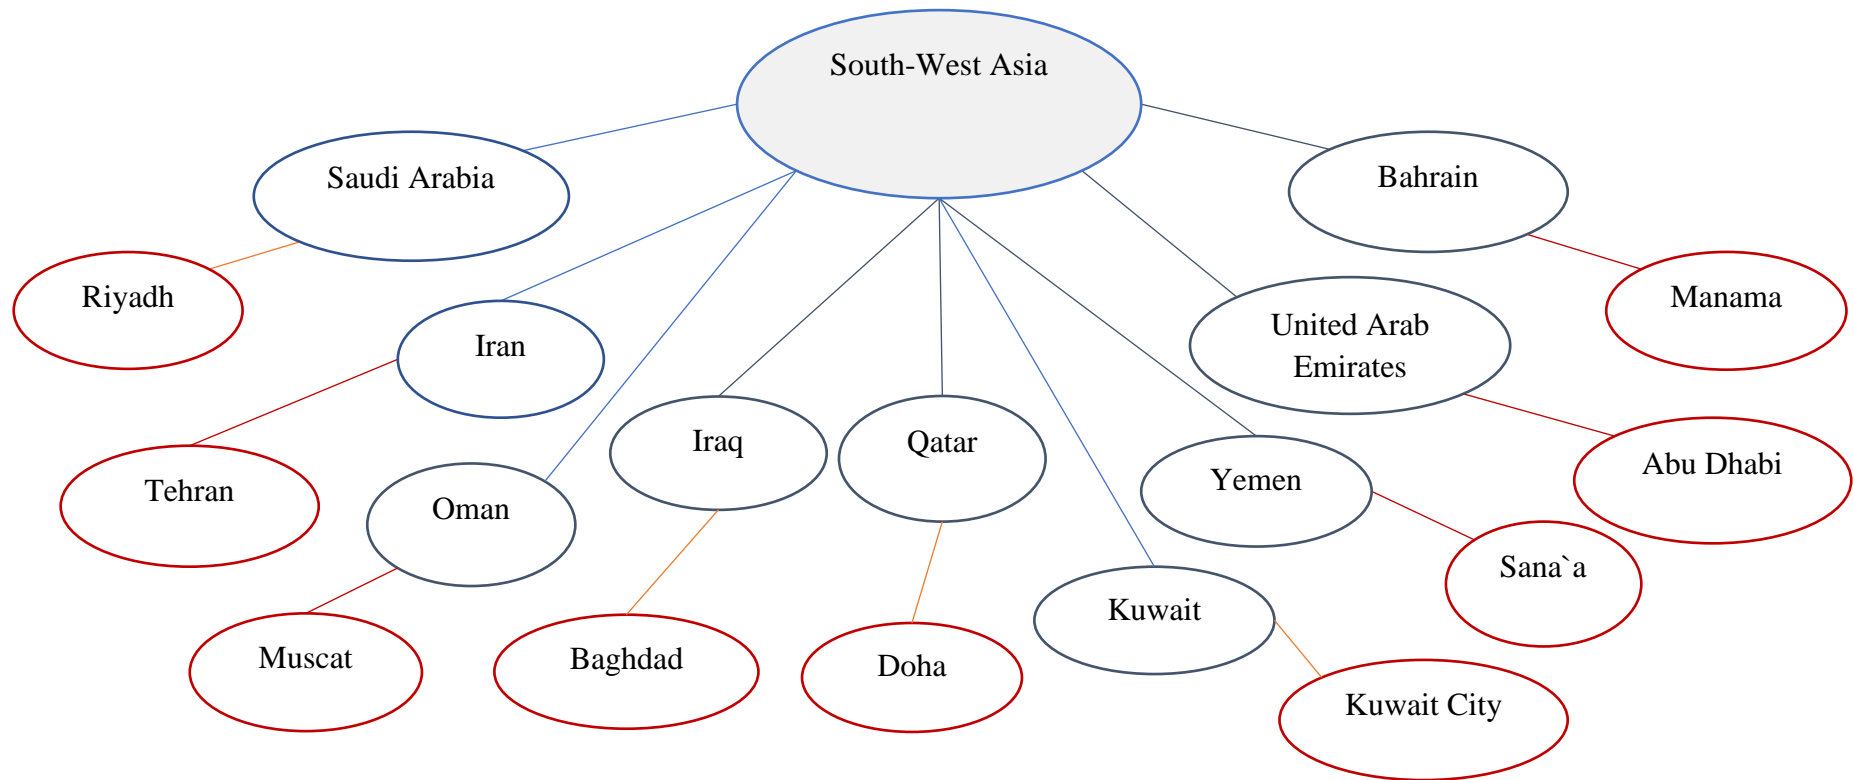 South-West Asia
Saudi Arabia
Bahrain
Riyadh
Manama
Iran
United Arab
Emirates
Iraq
Qatar
Abu Dhabi
Tehran
Yemen
Oman
Sana`a
Kuwait
Muscat
Baghdad
Doha
Kuwait City